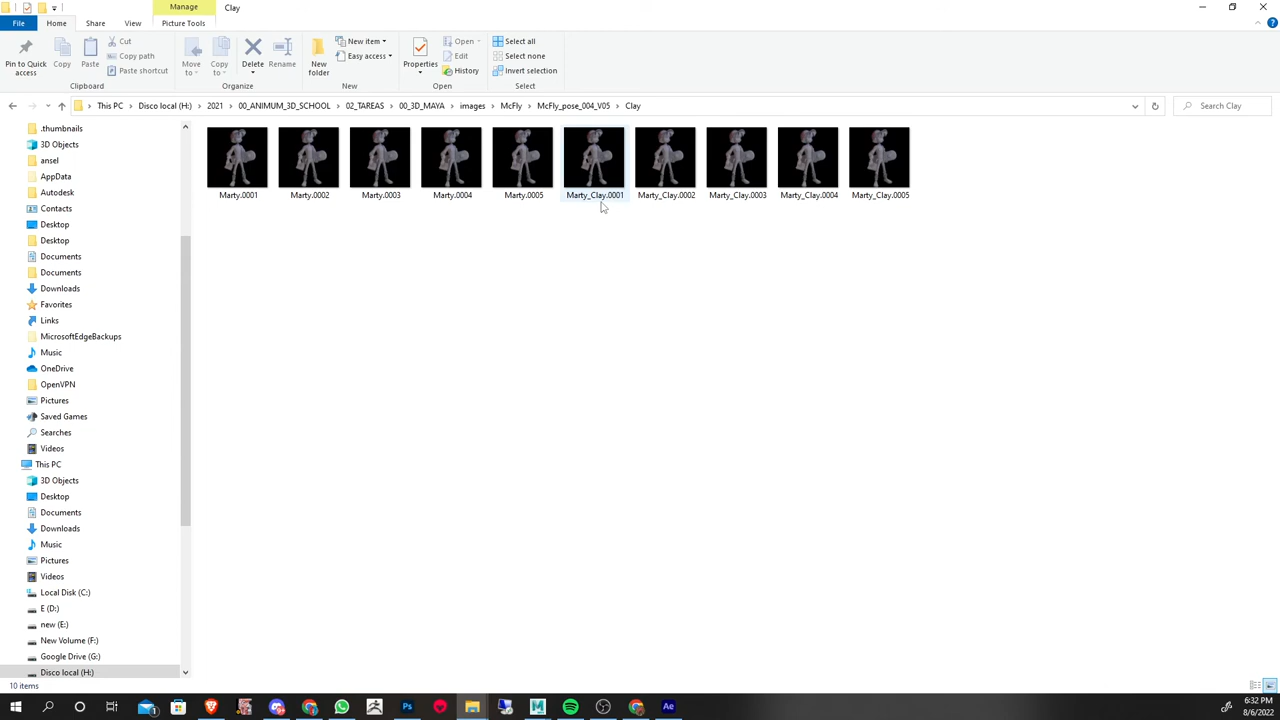 Manage
Clay
File
Home
Share
View
Picture Tools
Pin to Quick access
Copy
Paste
Cut
Copy path
Paste shortcut
Clipboard
Move to
Copy to
Delete
Rename
Organize
New folder
New item
Easy access
New
Properties
Open
Edit
History
Open
Select all
Select none
Invert selection
Select
This PC
Disco local (H:)
2021
00_ANIMUM_3D_SCHOOL
02_TAREAS
00_3D_MAYA
images
McFly
McFly_pose_004_V05
Clay
Search Clay
.thumbnails
3D Objects
ansel
AppData
Autodesk
Contacts
Desktop
Desktop
Documents
Documents
Downloads
Favorites
Links
MicrosoftEdgeBackups
Music
OneDrive
OpenVPN
Pictures
Saved Games
Searches
Videos
This PC
3D Objects
Desktop
Documents
Downloads
Music
Pictures
Videos
Local Disk (C:)
E (D:)
new (E:)
New Volume (F:)
Google Drive (G:)
Disco local (H:)
Marty.0001
Marty.0002
Marty.0003
Marty.0004
Marty.0005
Marty_Clay.0001
Marty_Clay.0002
Marty_Clay.0003
Marty_Clay.0004
Marty_Clay.0005
10 items
Ps
Ae
6:32 PM
8/6/2022